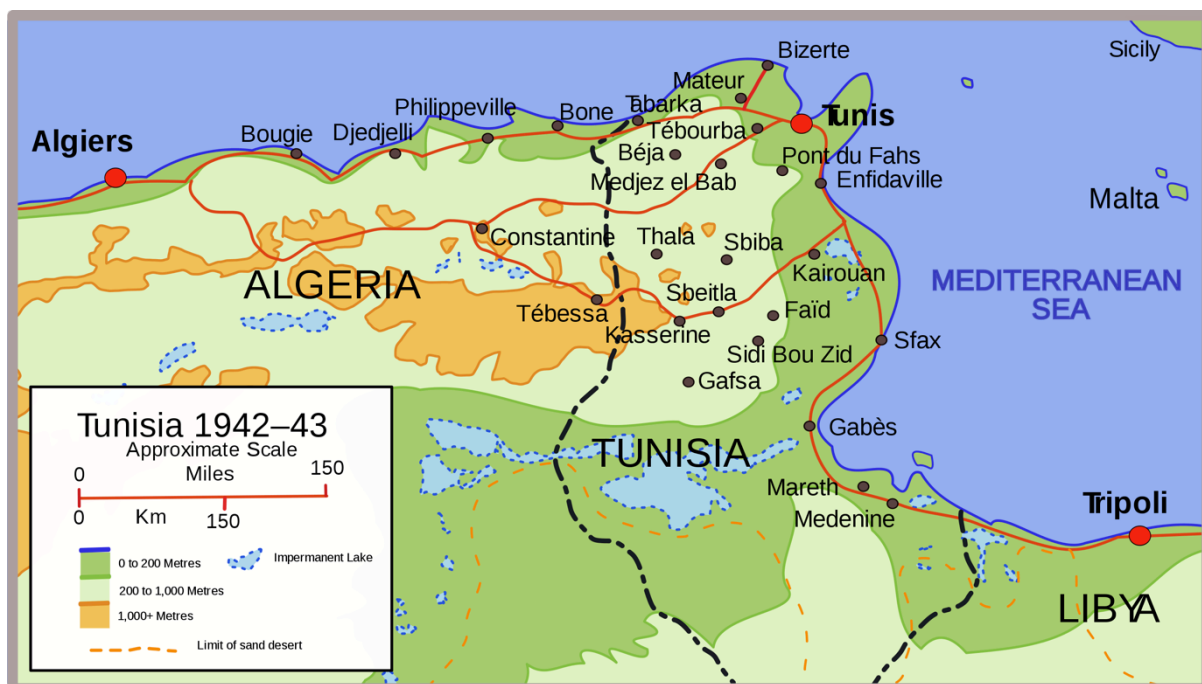 Sicily
Bizerte
Mateur
Philippeville
Bone
Tabarka
Tunis
Algiers
Bougie
Djedjelli
Tébourba
Béja
Pont du Fahs
Medjez el Bab
Enfidaville
Malta
Constantine
Thala
Sbiba
Kairouan
ALGERIA
MEDITERRANEAN
SEA
Tébessa
Sbeitla
Faïd
Kasserine
Sfax
Sidi Bou Zid
Gafsa
Gabès
TUNISIA
Mareth
Medenine
Tripoli
LIBYA
Tunisia 1942–43
Approximate Scale
0 Miles 150
0 Km 150
0 to 200 Metres
Impermanent Lake
200 to 1,000 Metres
1,000+ Metres
Limit of sand desert